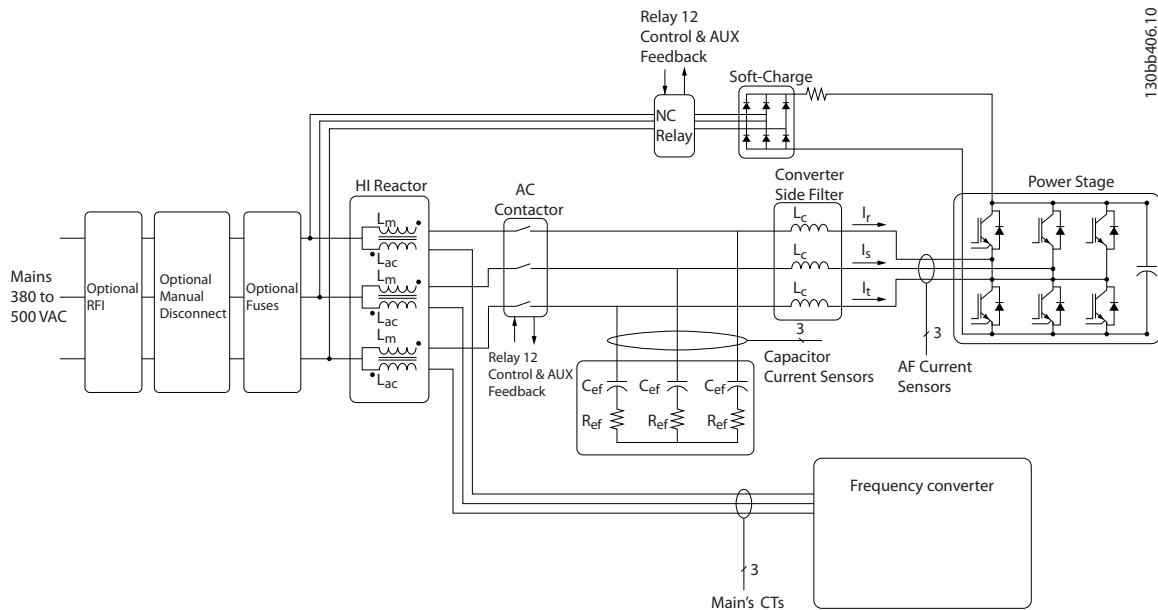 130bb406.10
Relay 12
Control & AUX
Feedback
NC
Relay
Soft-Charge
HI Reactor
AC
Contactor
Converter
Side Filter
Power Stage
Mains
380 to
500 VAC
Optional
RFI
Optional
Manual
Disconnect
Optional
Fuses
Lm
Lac
Lm
Lac
Lm
Lac
Relay 12
Control & AUX
Feedback
Lc
Lc
Lc
Ir
Is
It
3
Capacitor
Current Sensors
3
AF Current
Sensors
Cef
Cef
Cef
Ref
Ref
Ref
Frequency converter
3
Main's CTs